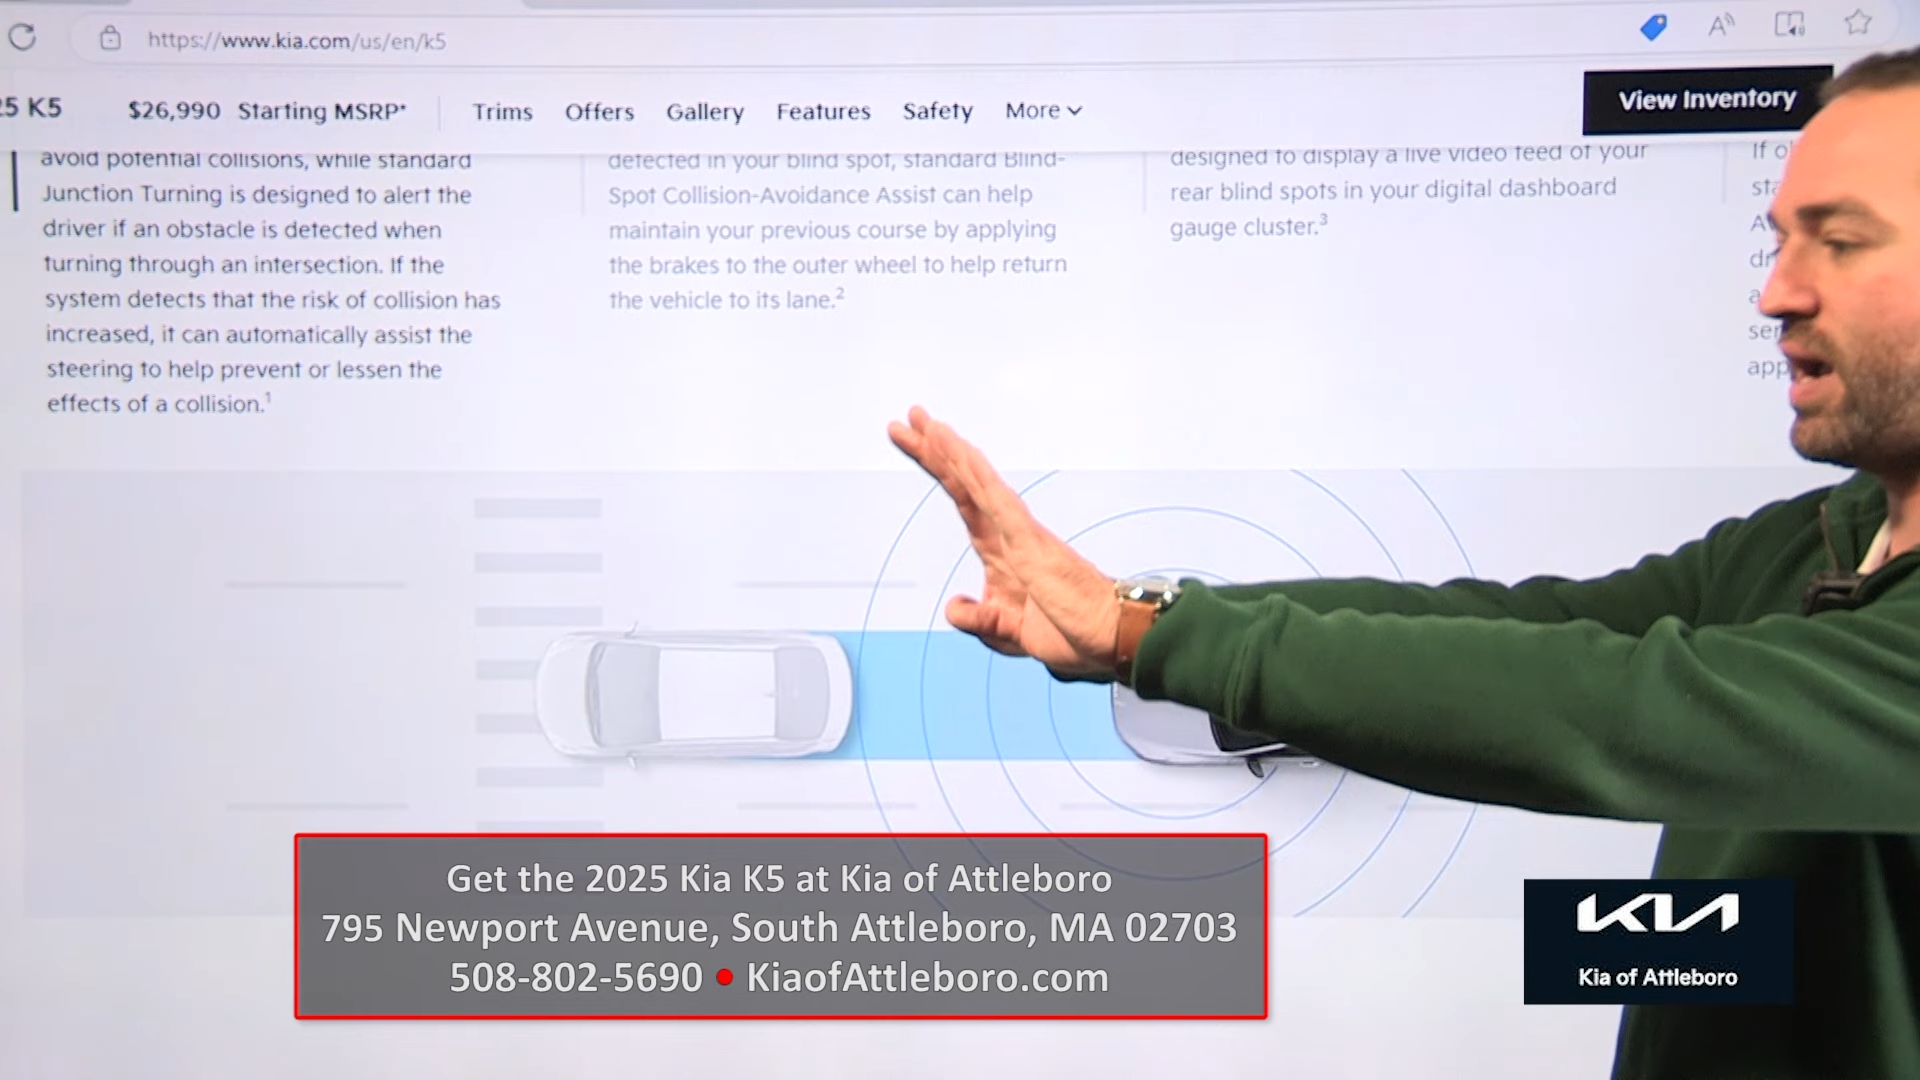 https://www.kia.com/us/en/k5
25 K5
$26,990 Starting MSRP*
Trims
Offers
Gallery
Features
Safety
More
View Inventory
avoid potential collisions, while standard
Junction Turning is designed to alert the
driver if an obstacle is detected when
turning through an intersection. If the
system detects that the risk of collision has
increased, it can automatically assist the
steering to help prevent or lessen the
effects of a collision.¹
detected in your blind spot, standard Blind-
Spot Collision-Avoidance Assist can help
maintain your previous course by applying
the brakes to the outer wheel to help return
the vehicle to its lane.²
designed to display a live video feed of your
rear blind spots in your digital dashboard
gauge cluster.³
If
Get the 2025 Kia K5 at Kia of Attleboro
795 Newport Avenue, South Attleboro, MA 02703
508-802-5690 • KiaofAttleboro.com
KIA
Kia of Attleboro